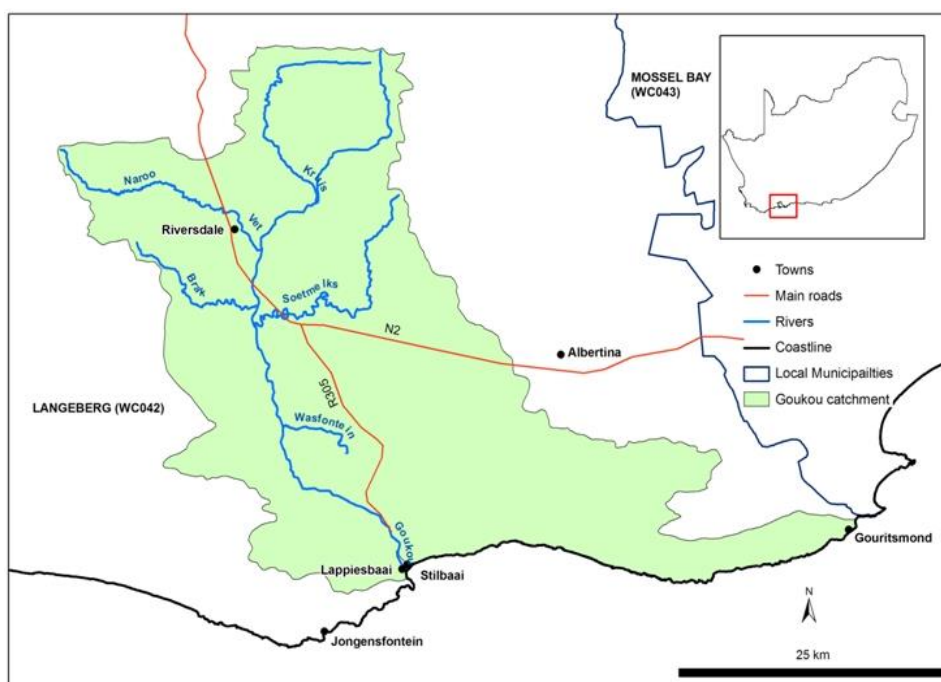 MOSSEL BAY
(WC043)
Kruis
Naroo
Vet
Riversdale
Brak
Soetme lks
Towns
Main roads
Rivers
Coastline
Local Municipailties
Goukou catchment
N2
Albertina
R305
LANGEBERG (WC042)
Wasfonte in
Goukou
Gouritsmond
Lappiesbaai
Stilbaai
Jongensfontein
N
25 km